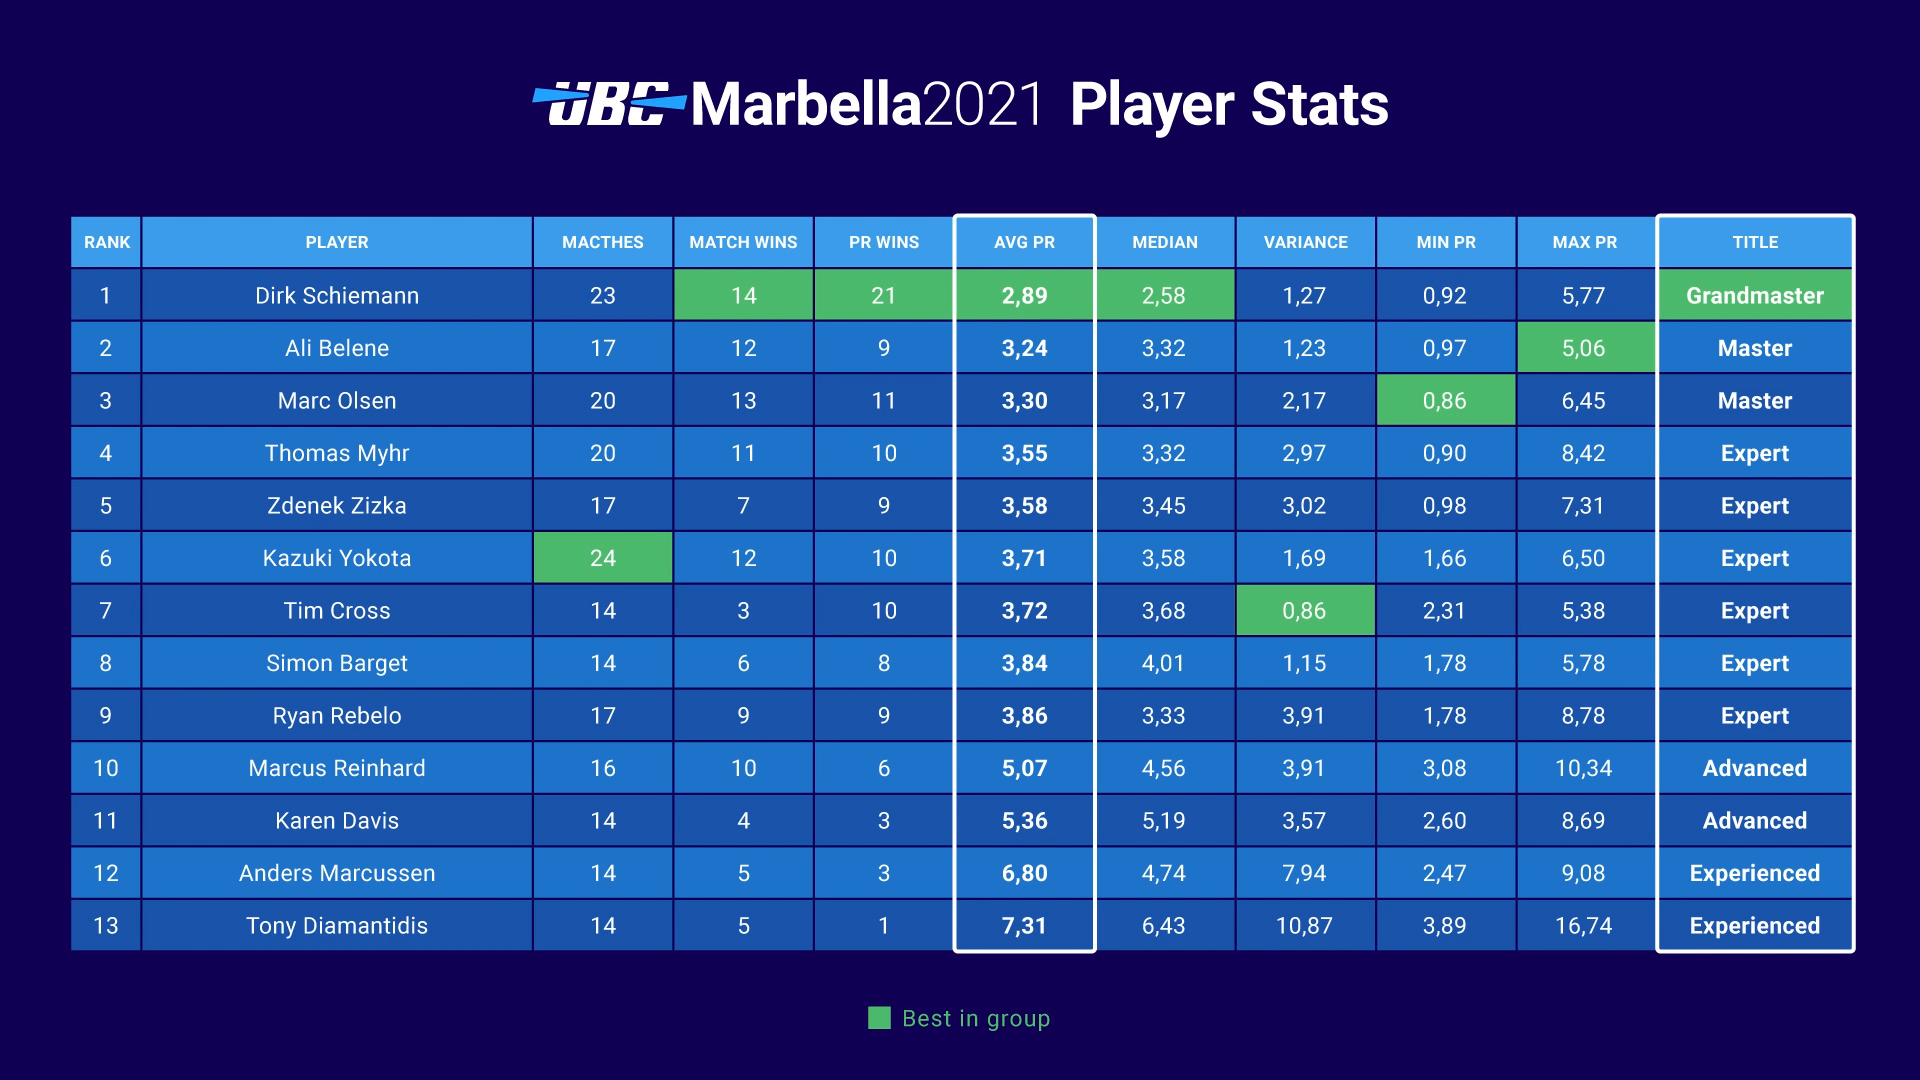 UBC Marbella2021 Player Stats
RANK PLAYER MACTHES MATCH WINS PR WINS AVG PR MEDIAN VARIANCE MIN PR MAX PR TITLE
1 Dirk Schiemann 23 14 21 2,89 2,58 1,27 0,92 5,77 Grandmaster
2 Ali Belene 17 12 9 3,24 3,32 1,23 0,97 5,06 Master
3 Marc Olsen 20 13 11 3,30 3,17 2,17 0,86 6,45 Master
4 Thomas Myhr 20 11 10 3,55 3,32 2,97 0,90 8,42 Expert
5 Zdenek Zizka 17 7 9 3,58 3,45 3,02 0,98 7,31 Expert
6 Kazuki Yokota 24 12 10 3,71 3,58 1,69 1,66 6,50 Expert
7 Tim Cross 14 3 10 3,72 3,68 0,86 2,31 5,38 Expert
8 Simon Barget 14 6 8 3,84 4,01 1,15 1,78 5,78 Expert
9 Ryan Rebelo 17 9 9 3,86 3,33 3,91 1,78 8,78 Expert
10 Marcus Reinhard 16 10 6 5,07 4,56 3,91 3,08 10,34 Advanced
11 Karen Davis 14 4 3 5,36 5,19 3,57 2,60 8,69 Advanced
12 Anders Marcussen 14 5 3 6,80 4,74 7,94 2,47 9,08 Experienced
13 Tony Diamantidis 14 5 1 7,31 6,43 10,87 3,89 16,74 Experienced
Best in group